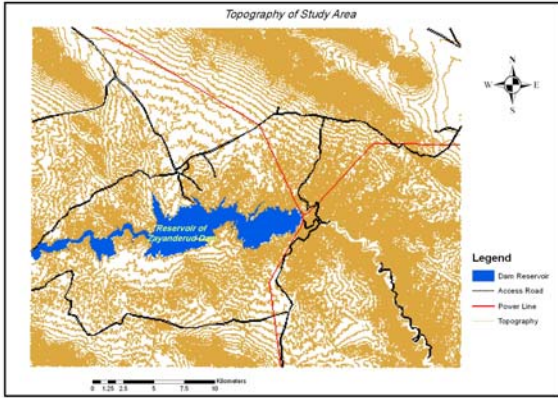 Topography of Study Area
N
W E
S
Reservoir of
Zayanderud Dam
Legend
Dam Reservoir
Access Road
Power Line
Topography
Kilometers
0 1.25 2.5 5 7.5 10